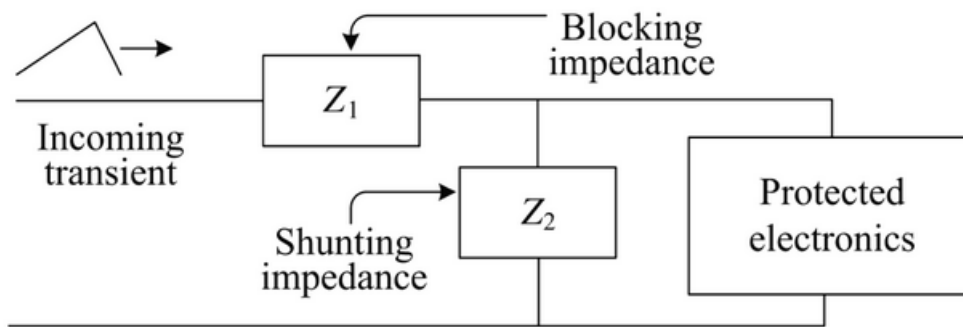 Blocking
impedance
Z1
Incoming
transient
Z2
Shunting
impedance
Protected
electronics